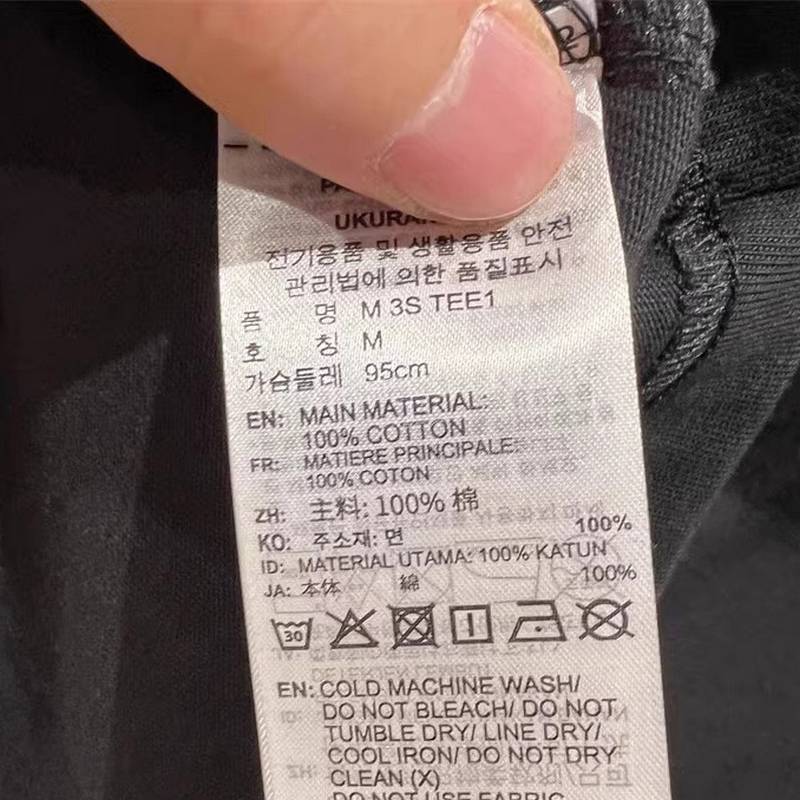 전기용품 및 생활용품 안전
관리법에 의한 품질표시
품 명 M 3S TEE1
호 칭 M
가슴둘레 95cm
EN: MAIN MATERIAL:
100% COTTON
FR: MATIERE PRINCIPALE:
100% COTON
ZH: 主料: 100% 棉
KO: 주소재: 면 100%
ID: MATERIAL UTAMA: 100% KATUN
JA: 本体 綿 100%
30
EN: COLD MACHINE WASH/
DO NOT BLEACH/ DO NOT
TUMBLE DRY/ LINE DRY/
COOL IRON/ DO NOT DRY
CLEAN (X)
DO NOT USE FABRIC